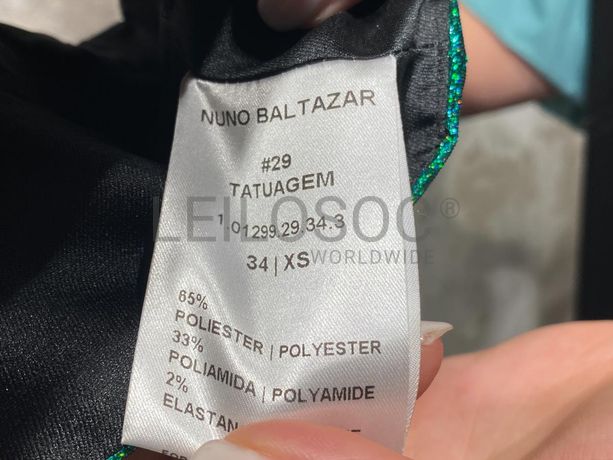 NUNO BALTAZAR
#29
TATUAGEM
1.01299.29.34.3
34 | XS
LEILOSOC®
WORLDWIDE
65%
POLIESTER | POLYESTER
33%
POLIAMIDA | POLYAMIDE
2%
ELASTAN